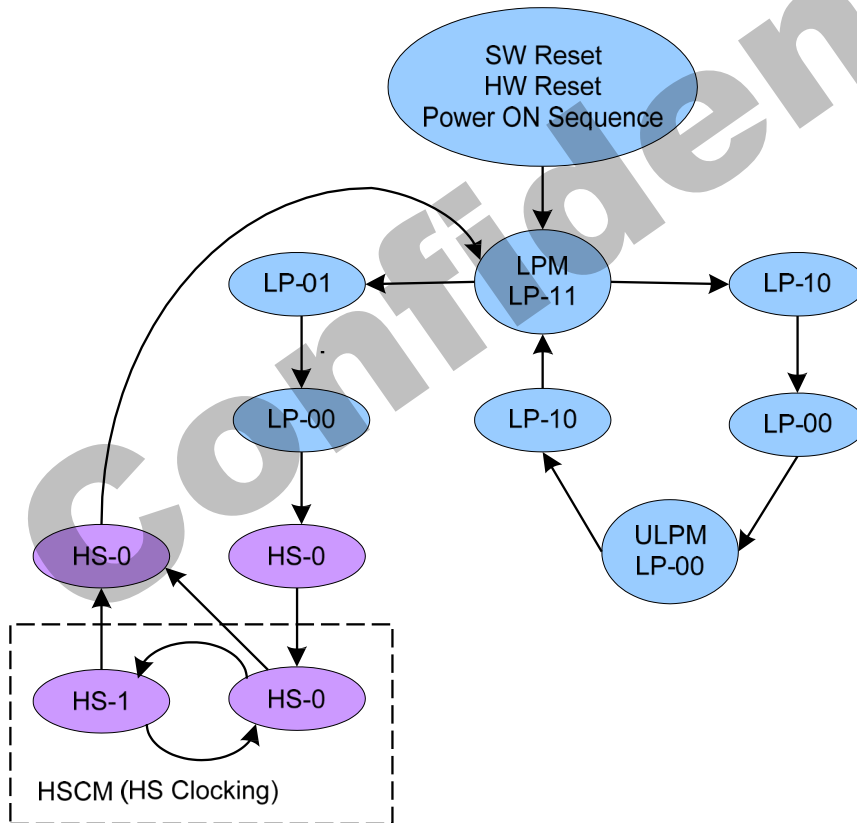 SW Reset
HW Reset
Power ON Sequence
LP-01
LPM
LP-11
LP-10
LP-00
LP-10
LP-00
HS-0
HS-0
ULPM
LP-00
HS-1
HS-0
HSCM (HS Clocking)
Confiden